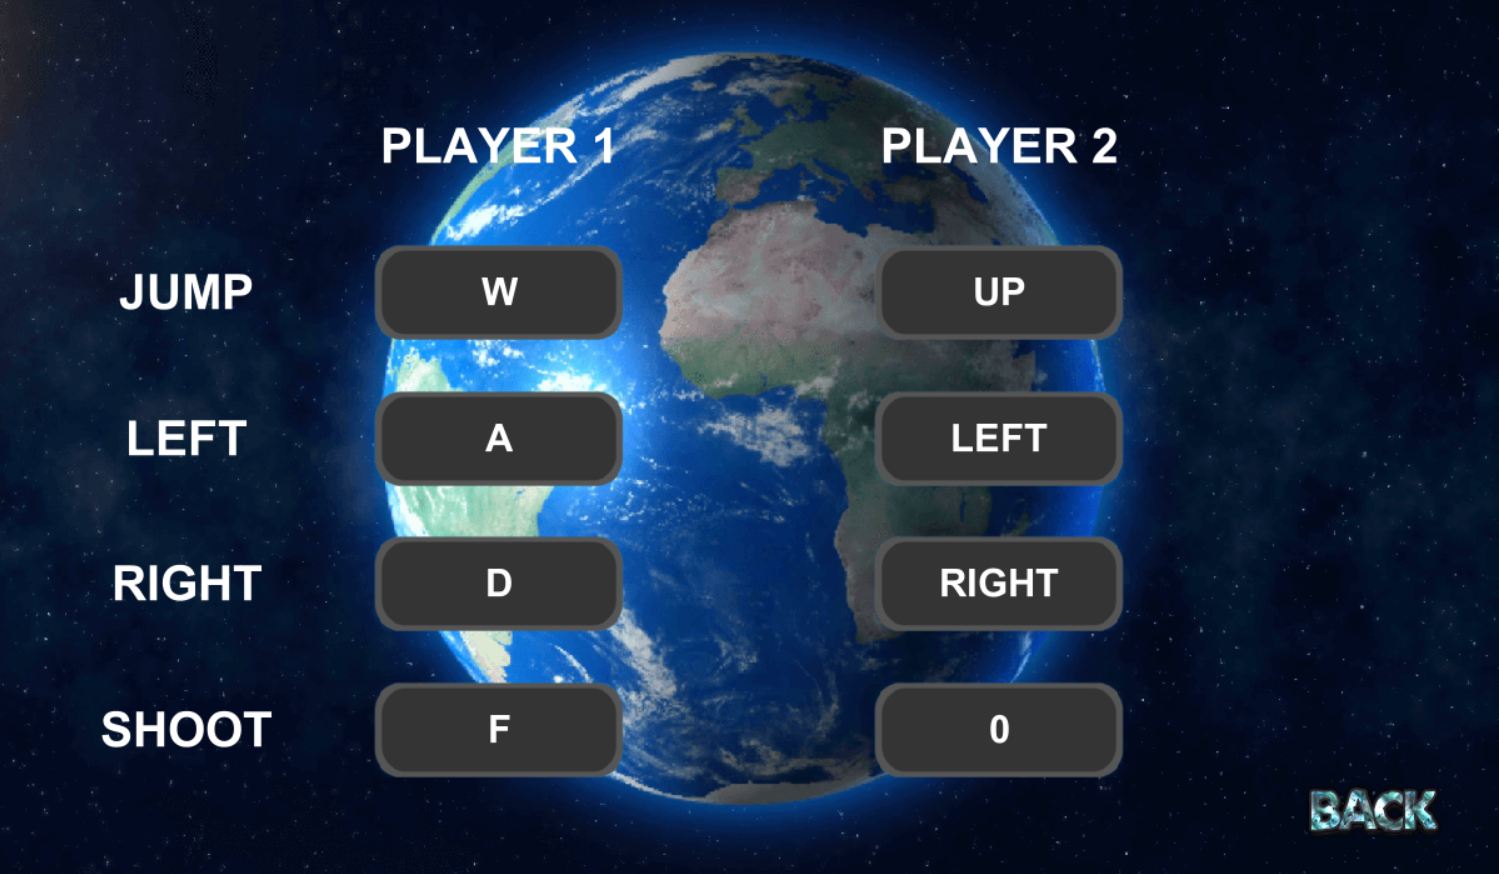 PLAYER 1 PLAYER 2
JUMP W UP
LEFT A LEFT
RIGHT D RIGHT
SHOOT F 0
BACK